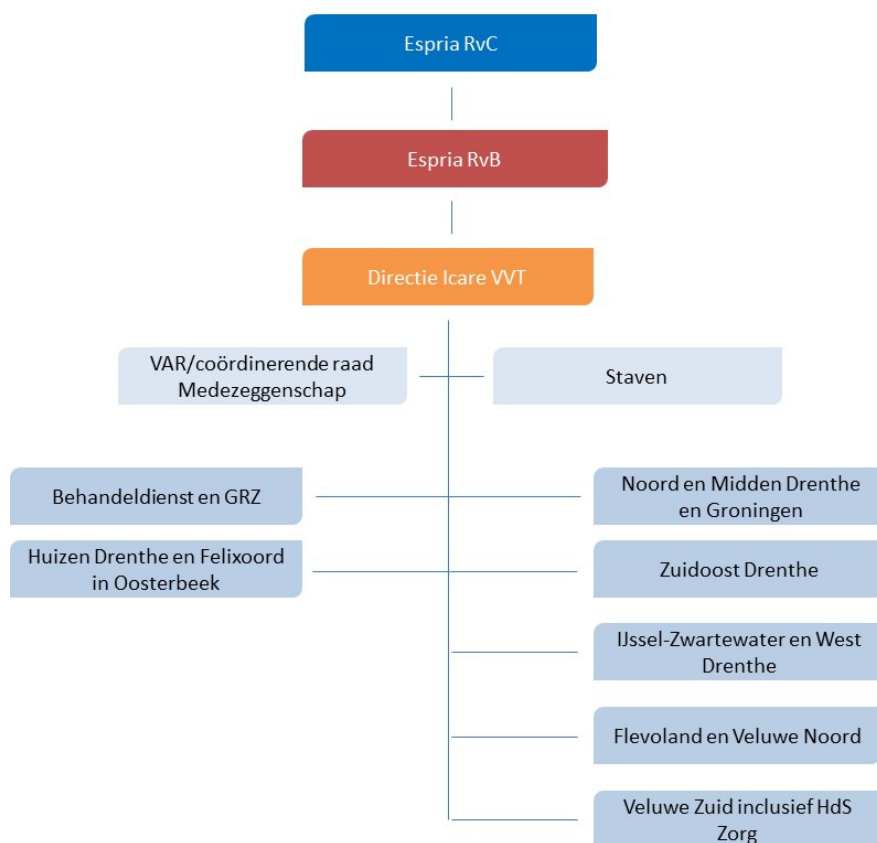 Espria RvC
Espria RvB
Directie Icare VVT
VAR/coördinerende raad
Medezeggenschap
Staven
Behandeldienst en GRZ
Noord en Midden Drenthe
en Groningen
Huizen Drenthe en Felixoord
in Oosterbeek
Zuidoost Drenthe
IJssel-Zwartewater en West
Drenthe
Flevoland en Veluwe Noord
Veluwe Zuid inclusief HdS
Zorg